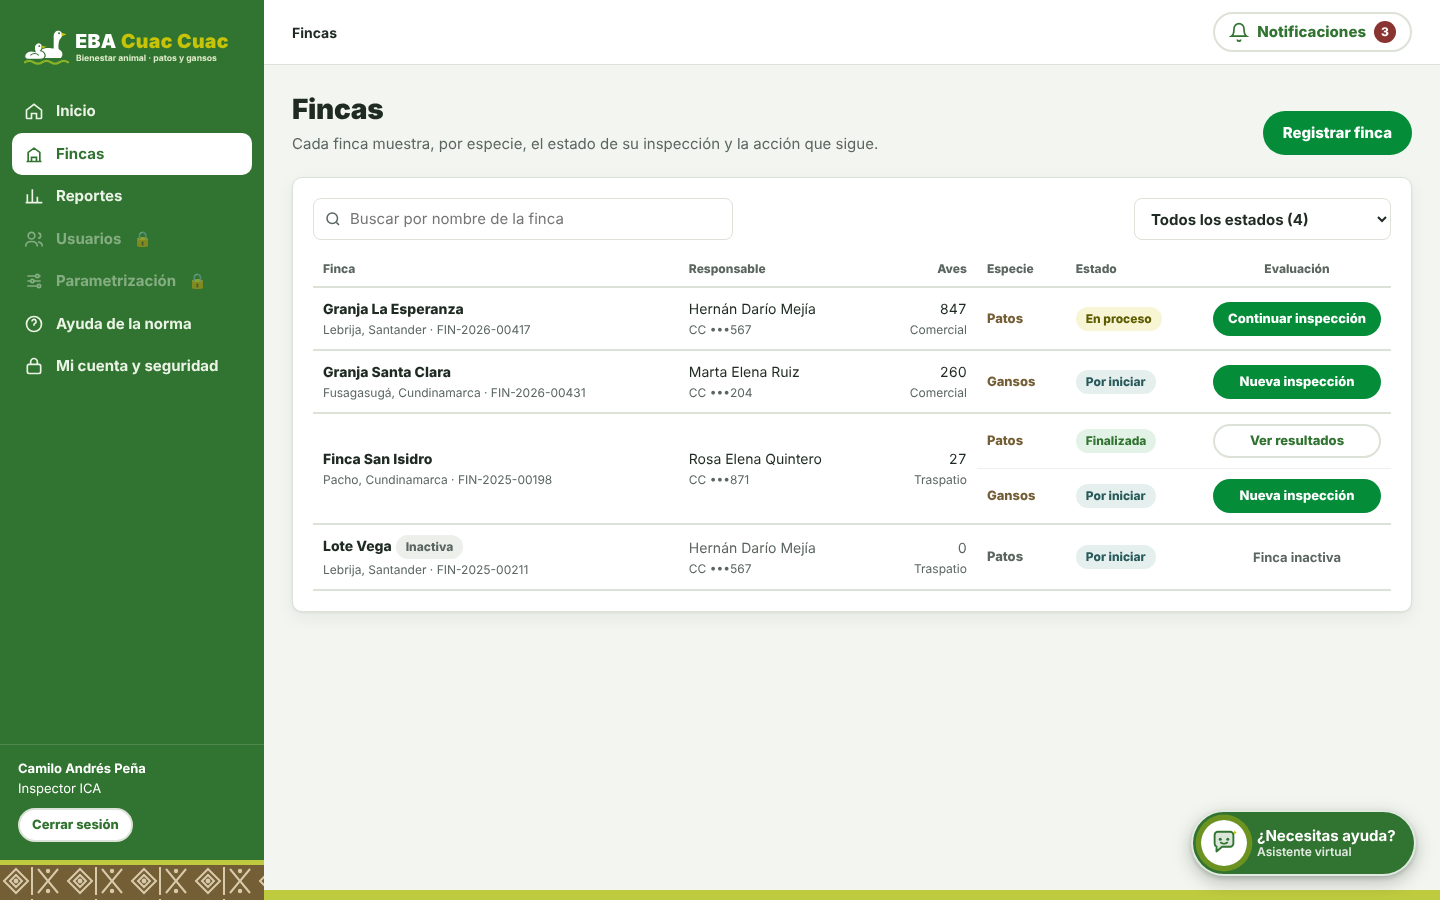 EBA Cuac Cuac
Bienestar animal · patos y gansos
Inicio
Fincas
Reportes
Usuarios
Parametrización
Ayuda de la norma
Mi cuenta y seguridad
Camilo Andrés Peña
Inspector ICA
Cerrar sesión
Fincas
Notificaciones 3
Fincas
Cada finca muestra, por especie, el estado de su inspección y la acción que sigue.
Registrar finca
Buscar por nombre de la finca
Todos los estados (4)
Finca Responsable Aves Especie Estado Evaluación
Granja La Esperanza Hernán Darío Mejía 847 Patos En proceso Continuar inspección
Lebrija, Santander · FIN-2026-00417 CC •••567 Comercial
Granja Santa Clara Marta Elena Ruiz 260 Gansos Por iniciar Nueva inspección
Fusagasugá, Cundinamarca · FIN-2026-00431 CC •••204 Comercial
Patos Finalizada Ver resultados
Finca San Isidro Rosa Elena Quintero 27
Pacho, Cundinamarca · FIN-2025-00198 CC •••871 Traspatio
Gansos Por iniciar Nueva inspección
Lote Vega Inactiva Hernán Darío Mejía 0 Patos Por iniciar Finca inactiva
Lebrija, Santander · FIN-2025-00211 CC •••567 Traspatio
¿Necesitas ayuda?
Asistente virtual